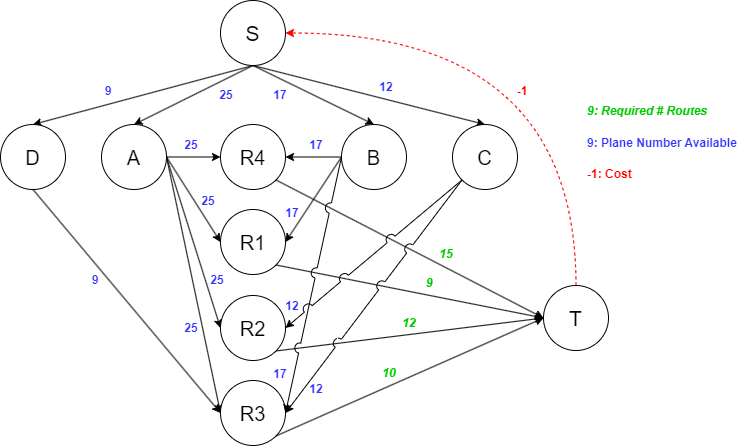 S
9
25
17
12
-1
9: Required # Routes
D
A
25
R4
17
B
C
9: Plane Number Available
-1: Cost
25
17
R1
15
9
25
9
12
R2
12
T
25
17
12
10
R3